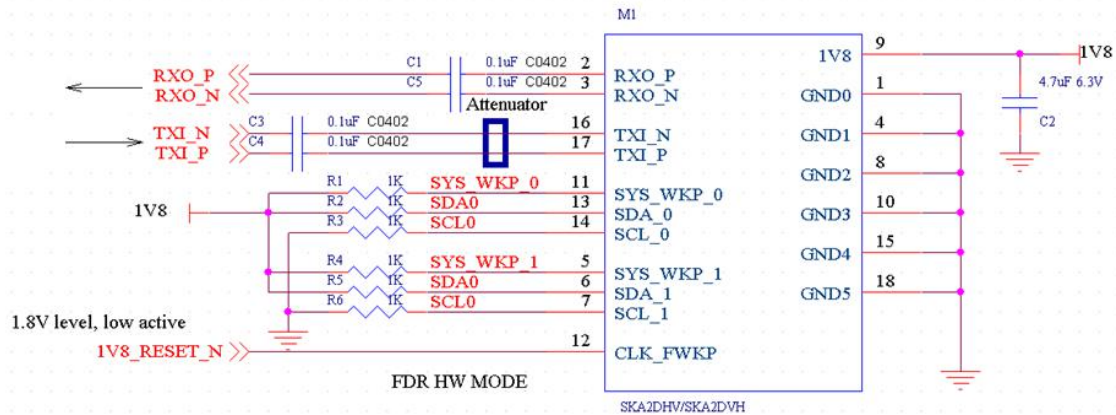 M1
1V8 9 1V8
C1 0.1uF C0402 2
RXO_P RXO_P
C5 0.1uF C0402 3
RXO_N RXO_N
4.7uF 6.3V
C2
1 GND0
Attenuator
C3 0.1uF C0402 16
TXI_N TXI_N
C4 0.1uF C0402 17
TXI_P TXI_P
4 GND1
8 GND2
R1 1K SYS_WKP_0 11 SYS_WKP_0
1V8 R2 1K SDA0 13 SDA_0
R3 1K SCL0 14 SCL_0
10 GND3
15 GND4
R4 1K SYS_WKP_1 5 SYS_WKP_1
R5 1K SDA0 6 SDA_1
R6 1K SCL0 7 SCL_1
18 GND5
1.8V level, low active
1V8_RESET_N 12 CLK_FWKP
FDR HW MODE
SKA2DHV/SKA2DVH